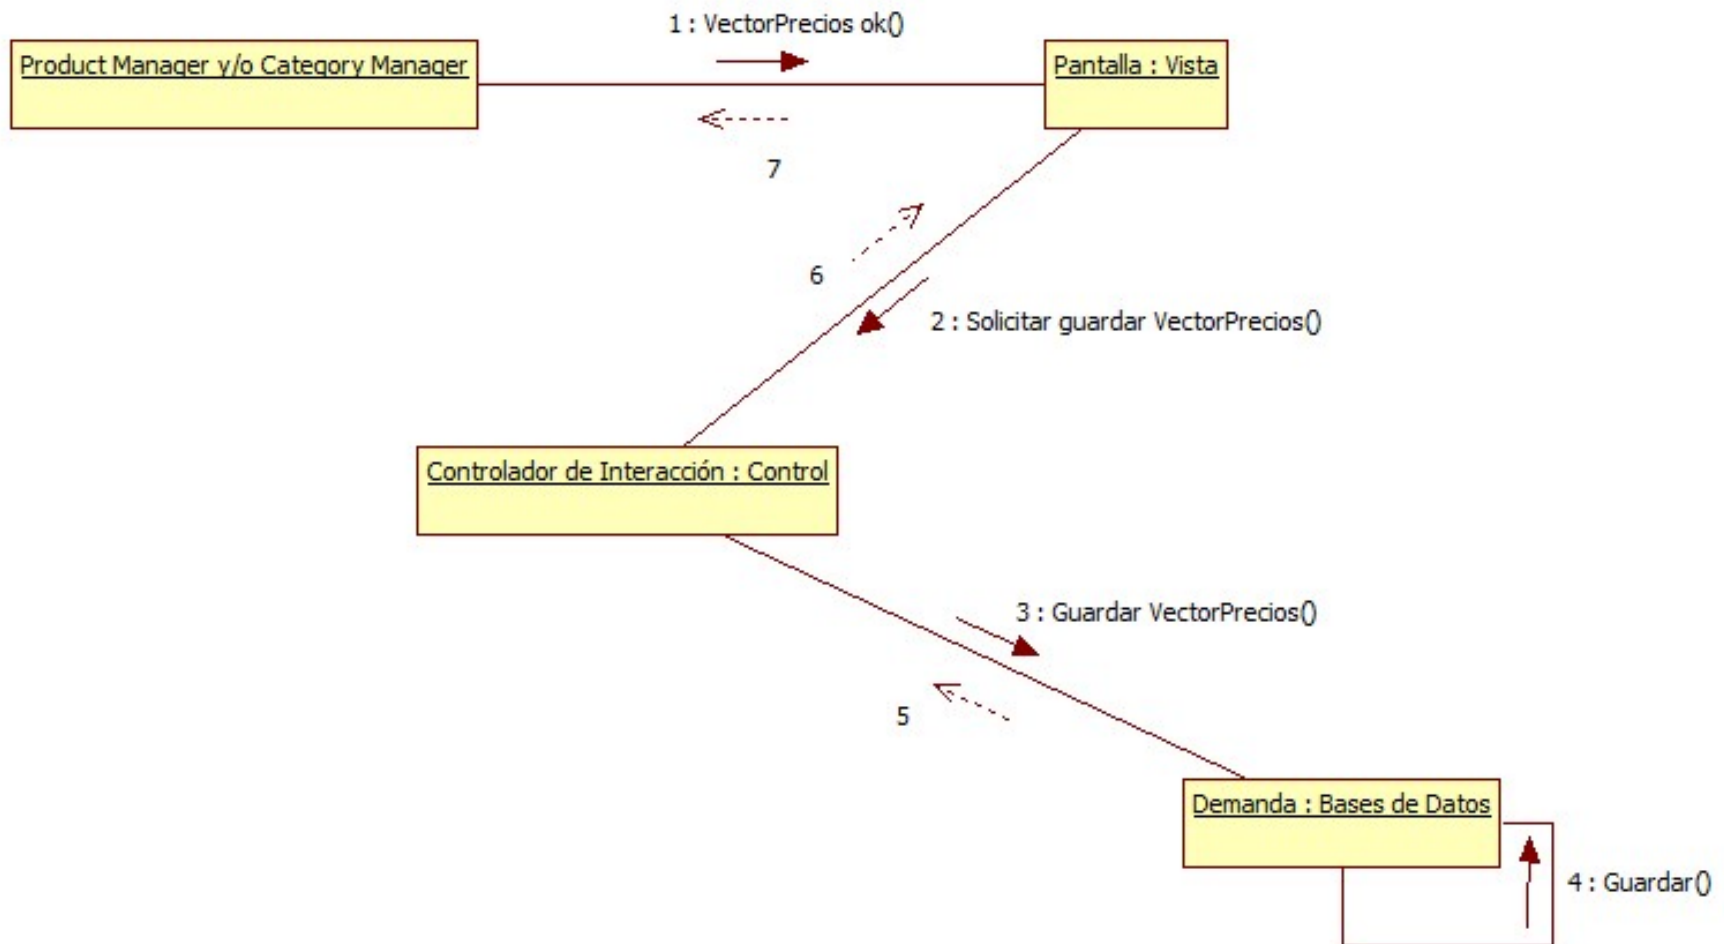 1 : VectorPrecios ok()
Product Manager y/o Category Manager
Pantalla : Vista
7
6
2 : Solicitar guardar VectorPrecios()
Controlador de Interacción : Control
3 : Guardar VectorPrecios()
5
Demanda : Bases de Datos
4 : Guardar()